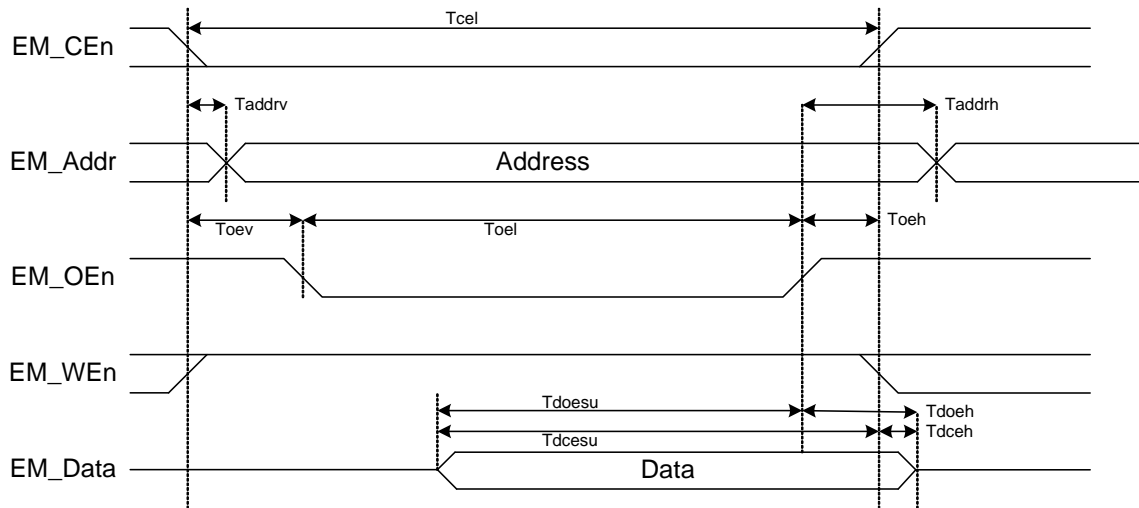 Tcel
EM_CEn
Taddrv
Taddrh
EM_Addr
Address
Toev
Toel
Toeh
EM_OEn
EM_WEn
Tdoesu
Tdoeh
Tdcesu
Tdceh
EM_Data
Data